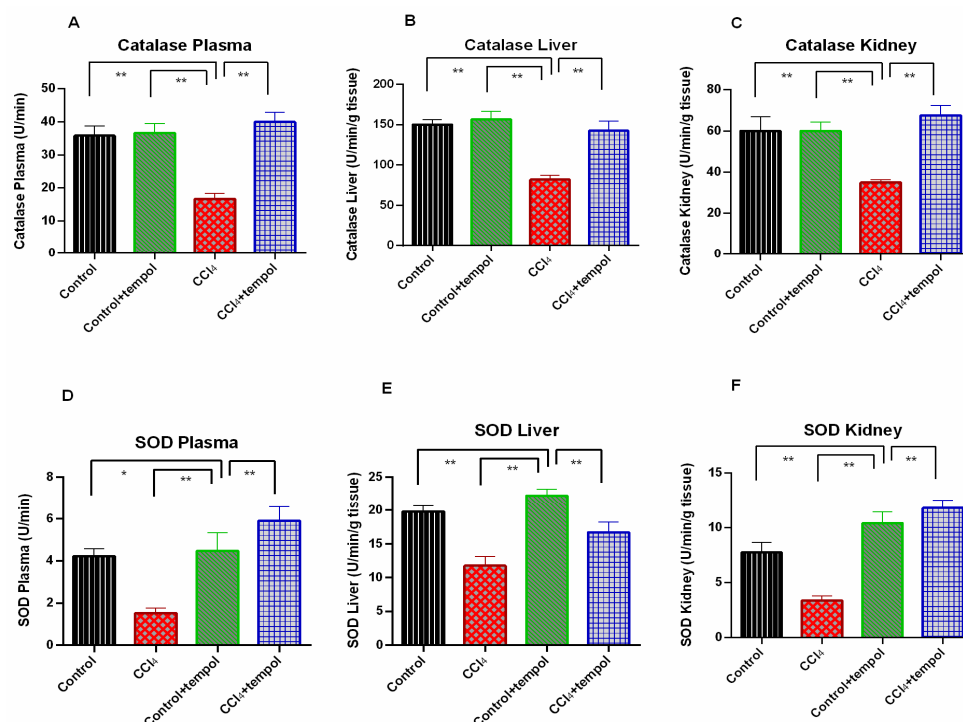 A
Catalase Plasma
** ** **
Catalase Plasma (U/min)
50
40
30
20
10
0
Control
Control+tempol
CCl4
CCl4+tempol
B
Catalase Liver
** ** **
Catalase Liver (U/min/g tissue)
200
150
100
50
0
Control
Control+tempol
CCl4
CCl4+tempol
C
Catalase Kidney
** ** **
Catalase Kidney (U/min/g tissue)
80
60
40
20
0
Control
Control+tempol
CCl4
CCl4+tempol
D
SOD Plasma
* ** **
SOD Plasma (U/min)
8
6
4
2
0
Control
CCl4
Control+tempol
CCl4+tempol
E
SOD Liver
** ** **
SOD Liver (U/min/g tissue)
25
20
15
10
5
0
Control
CCl4
Control+tempol
CCl4+tempol
F
SOD Kidney
** ** **
SOD Kidney (U/min/g tissue)
15
10
5
0
Control
CCl4
Control+tempol
CCl4+tempol